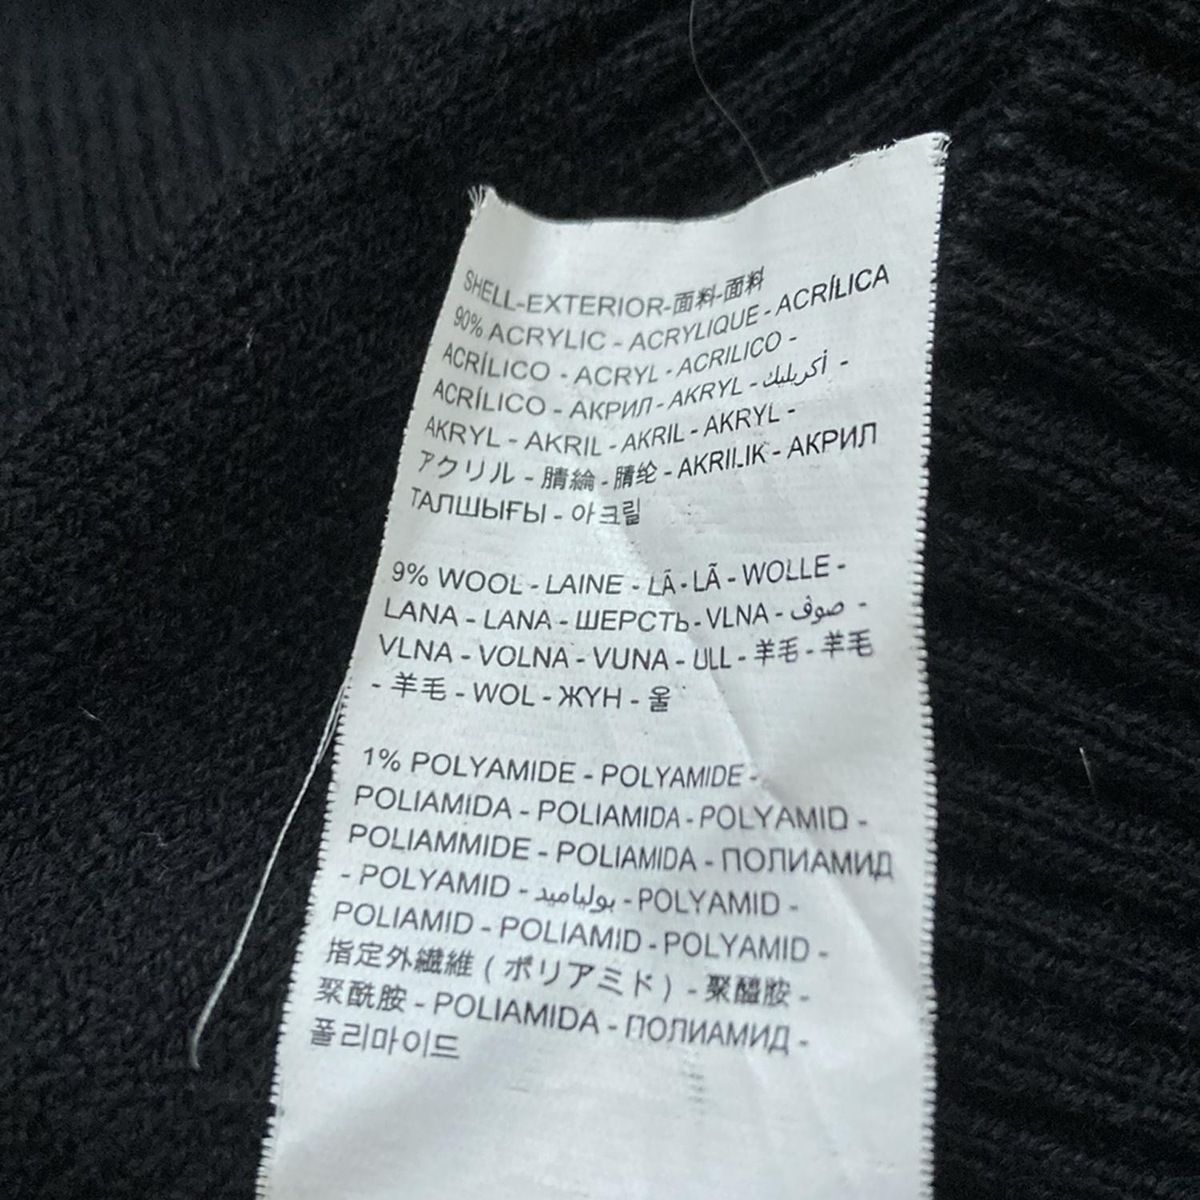 SHELL-EXTERIOR-面料-面料
90% ACRYLIC - ACRYLIQUE - ACRÍLICA
ACRÍLICO - ACRYL - ACRILICO -
ACRÍLICO - АКРИЛ - AKRYL - أكريليك -
AKRYL - AKRIL - AKRIL - AKRYL -
アクリル - 腈綸 - 腈纶 - AKRILIK - АКРИЛ
ТАЛШЫҒЫ - 아크릴
9% WOOL - LAINE - LÃ - LÃ - WOLLE -
LANA - LANA - ШЕРСТЬ - VLNA - صوف -
VLNA - VOLNA - VUNA - ULL - 羊毛 - 羊毛
- 羊毛 - WOL - ЖҮН - 울
1% POLYAMIDE - POLYAMIDE -
POLIAMIDA - POLIAMIDA - POLYAMID -
POLIAMMIDE - POLIAMIDA - ПОЛИАМИД
- POLYAMID - بولياميد - POLYAMID -
POLIAMID - POLIAMID - POLYAMID -
指定外繊維 ( ポリアミド ) - 聚醯胺 -
聚酰胺 - POLIAMIDA - ПОЛИАМИД -
폴리마이드